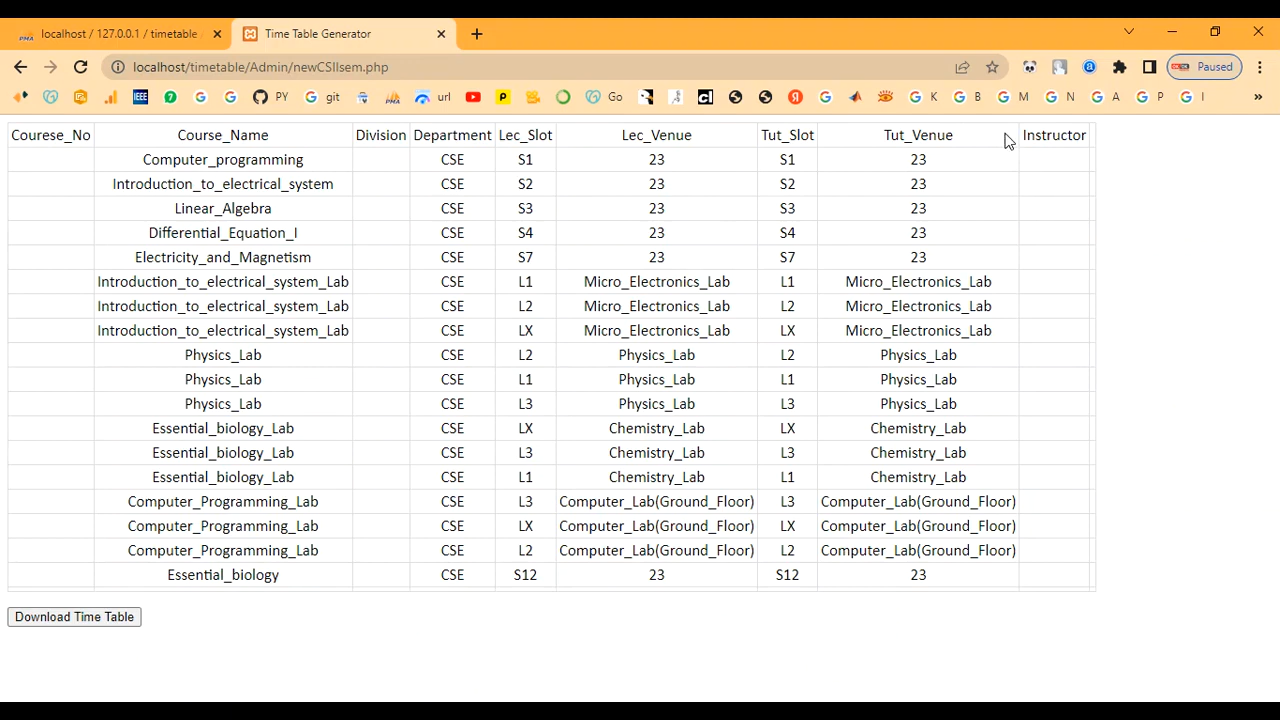 localhost / 127.0.0.1 / timetable
Time Table Generator
localhost/timetable/Admin/newCSIIsem.php
Paused
IEEE
PY
git
url
Go
K
B
M
N
A
P
I
Courese_No Course_Name Division Department Lec_Slot Lec_Venue Tut_Slot Tut_Venue Instructor
Computer_programming CSE S1 23 S1 23
Introduction_to_electrical_system CSE S2 23 S2 23
Linear_Algebra CSE S3 23 S3 23
Differential_Equation_I CSE S4 23 S4 23
Electricity_and_Magnetism CSE S7 23 S7 23
Introduction_to_electrical_system_Lab CSE L1 Micro_Electronics_Lab L1 Micro_Electronics_Lab
Introduction_to_electrical_system_Lab CSE L2 Micro_Electronics_Lab L2 Micro_Electronics_Lab
Introduction_to_electrical_system_Lab CSE LX Micro_Electronics_Lab LX Micro_Electronics_Lab
Physics_Lab CSE L2 Physics_Lab L2 Physics_Lab
Physics_Lab CSE L1 Physics_Lab L1 Physics_Lab
Physics_Lab CSE L3 Physics_Lab L3 Physics_Lab
Essential_biology_Lab CSE LX Chemistry_Lab LX Chemistry_Lab
Essential_biology_Lab CSE L3 Chemistry_Lab L3 Chemistry_Lab
Essential_biology_Lab CSE L1 Chemistry_Lab L1 Chemistry_Lab
Computer_Programming_Lab CSE L3 Computer_Lab(Ground_Floor) L3 Computer_Lab(Ground_Floor)
Computer_Programming_Lab CSE LX Computer_Lab(Ground_Floor) LX Computer_Lab(Ground_Floor)
Computer_Programming_Lab CSE L2 Computer_Lab(Ground_Floor) L2 Computer_Lab(Ground_Floor)
Essential_biology CSE S12 23 S12 23
Download Time Table